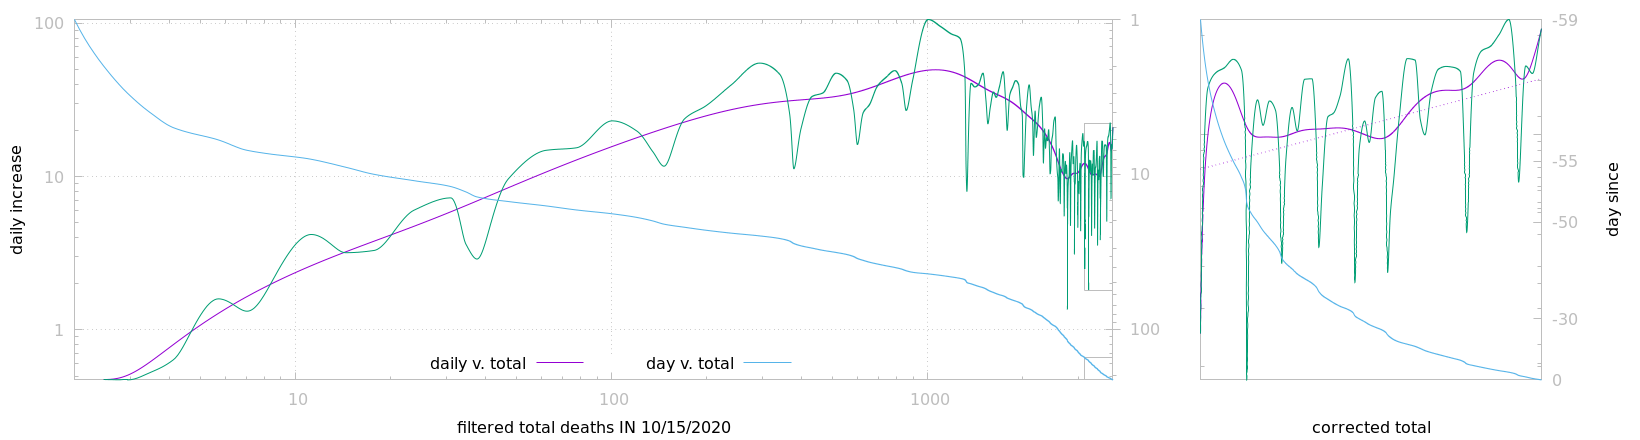 100
10
1
daily increase
daily v. total
day v. total
10
100
1000
filtered total deaths IN 10/15/2020
1
10
100
-59
-55
-50
-30
0
day since
corrected total